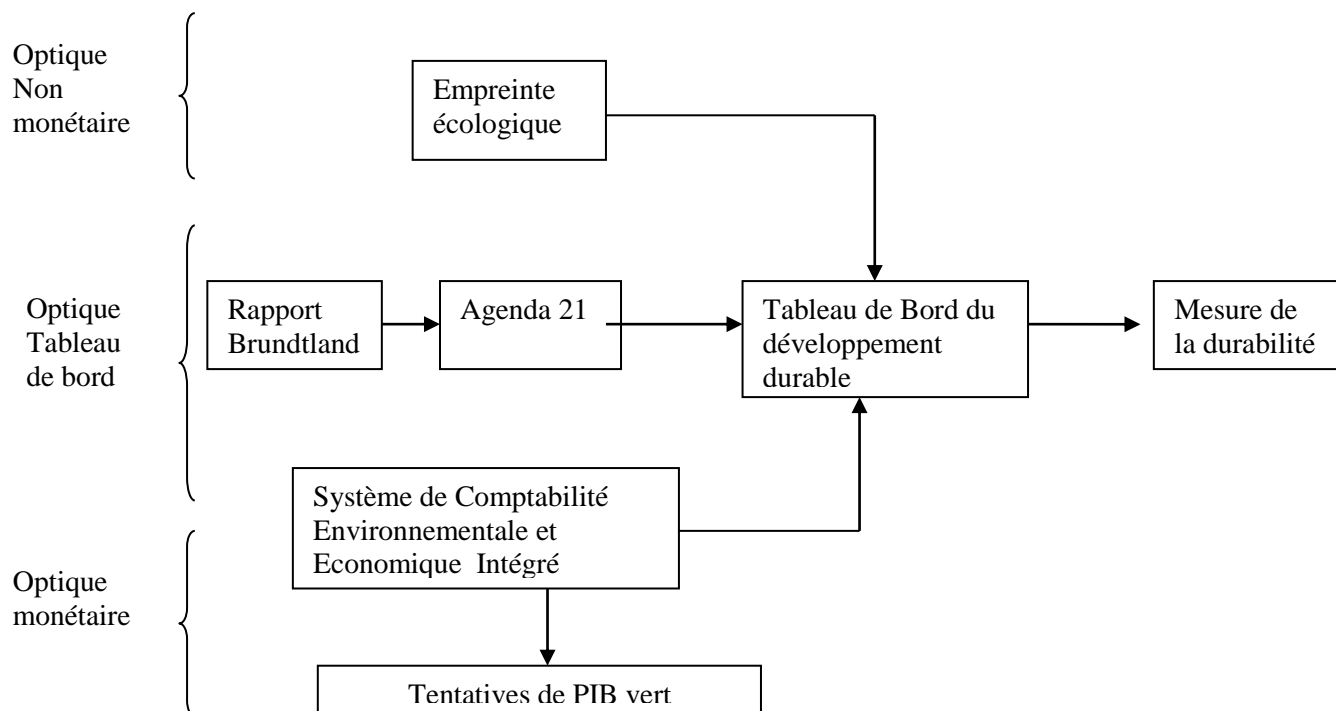 Optique
Non
monétaire
Empreinte
écologique
Optique
Tableau
de bord
Rapport
Brundtland
Agenda 21
Tableau de Bord du
développement
durable
Mesure de
la durabilité
Système de Comptabilité
Environnementale et
Economique Intégré
Optique
monétaire
Tentatives de PIB vert